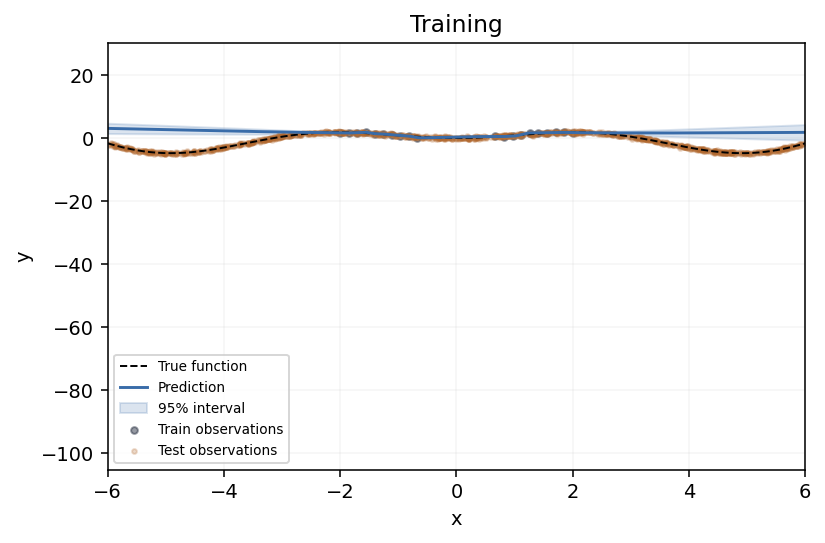 Training
20
0
−20
−40
−60
−80
−100
y
True function
Prediction
95% interval
Train observations
Test observations
−6
−4
−2
0
2
4
6
x